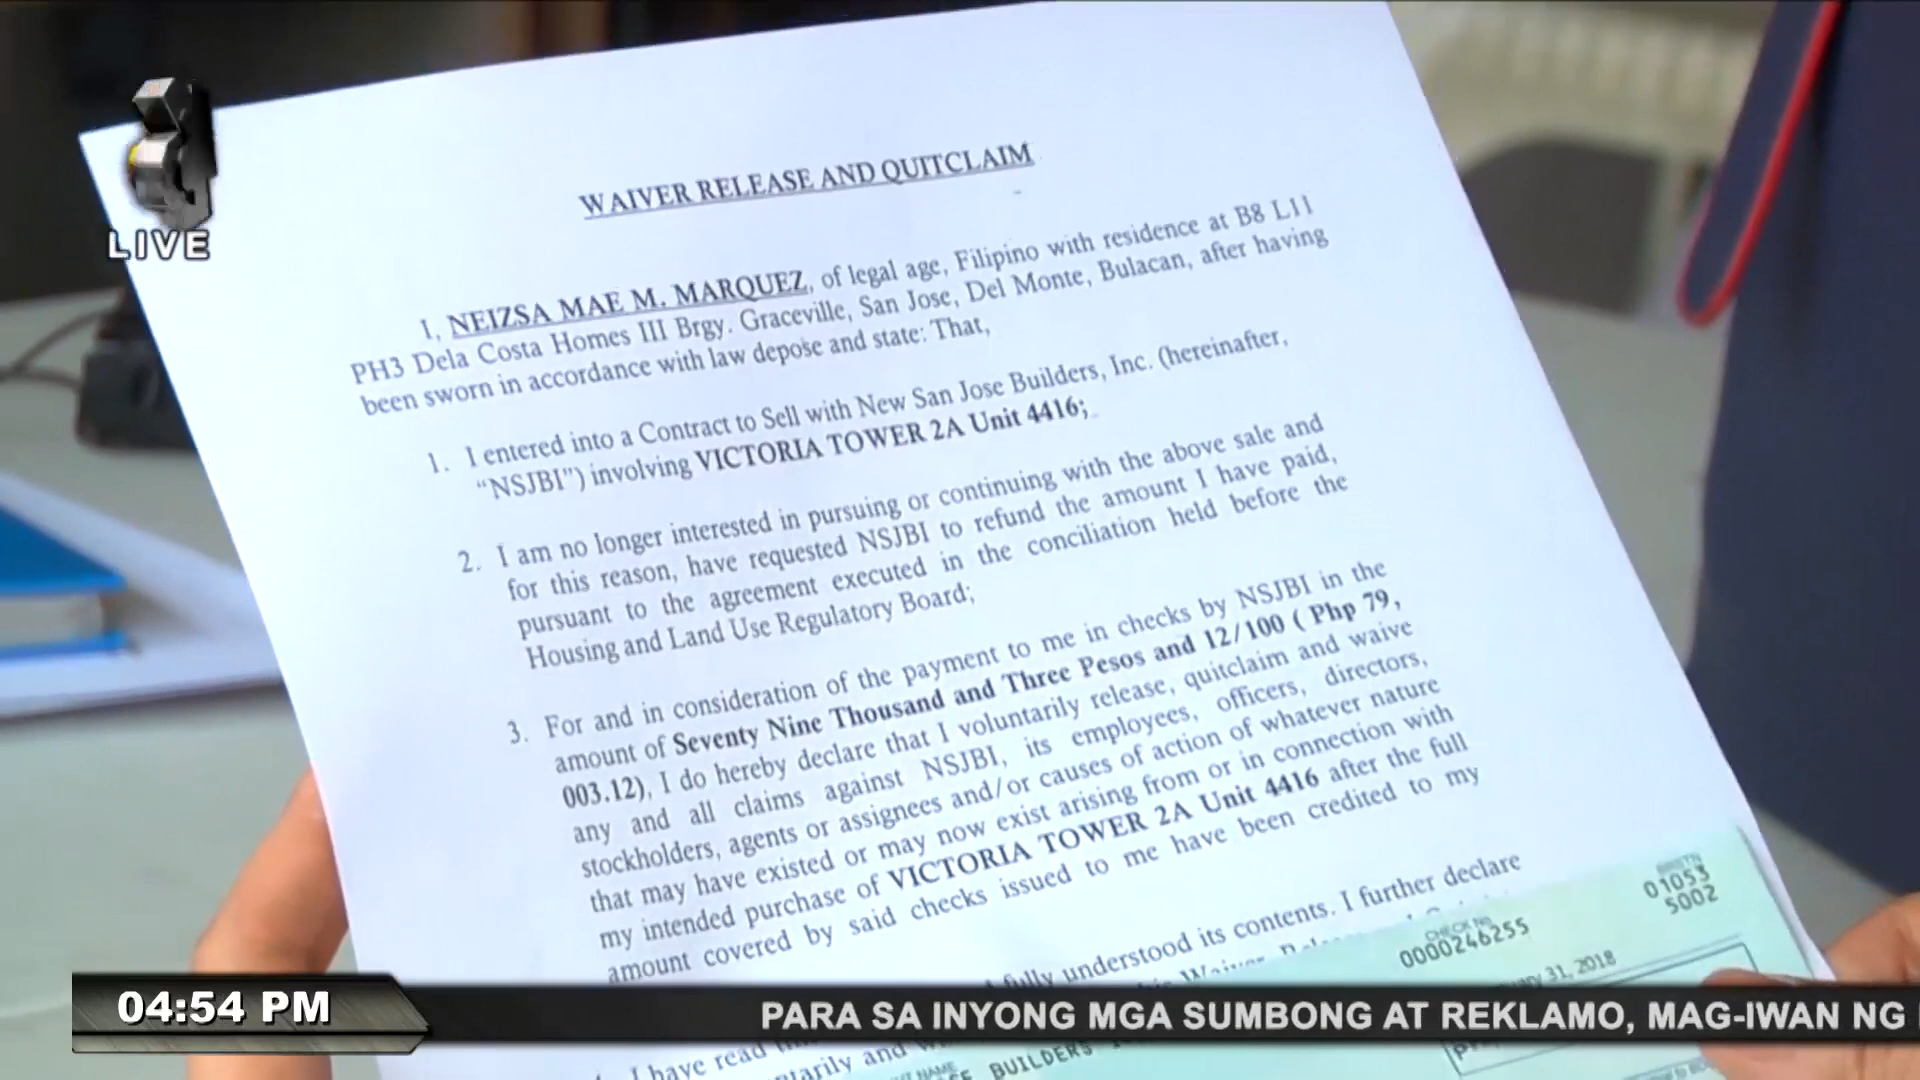 LIVE
WAIVER RELEASE AND QUITCLAIM
I, NEIZSA MAE M. MARQUEZ, of legal age, Filipino with residence at B8 L11
PH3 Dela Costa Homes III Brgy. Graceville, San Jose, Del Monte, Bulacan, after having
been sworn in accordance with law depose and state: That,
1. I entered into a Contract to Sell with New San Jose Builders, Inc. (hereinafter,
“NSJBI”) involving VICTORIA TOWER 2A Unit 4416;
2. I am no longer interested in pursuing or continuing with the above sale and
for this reason, have requested NSJBI to refund the amount I have paid,
pursuant to the agreement executed in the conciliation held before the
Housing and Land Use Regulatory Board;
3. For and in consideration of the payment to me in checks by NSJBI in the
amount of Seventy Nine Thousand and Three Pesos and 12/100 ( Php 79,
003.12), I do hereby declare that I voluntarily release, quitclaim and waive
any and all claims against NSJBI, its employees, officers, directors,
stockholders, agents or assignees and/or causes of action of whatever nature
that may have existed or may now exist arising from or in connection with
my intended purchase of VICTORIA TOWER 2A Unit 4416 after the full
amount covered by said checks issued to me have been credited to my
fully understood its contents. I further declare
I have read
and
BRSTN
01053
5002
CHECK No.
0000246255
31, 2018
NAME
BUILDERS
04:54 PM
PARA SA INYONG MGA SUMBONG AT REKLAMO, MAG-IWAN NG